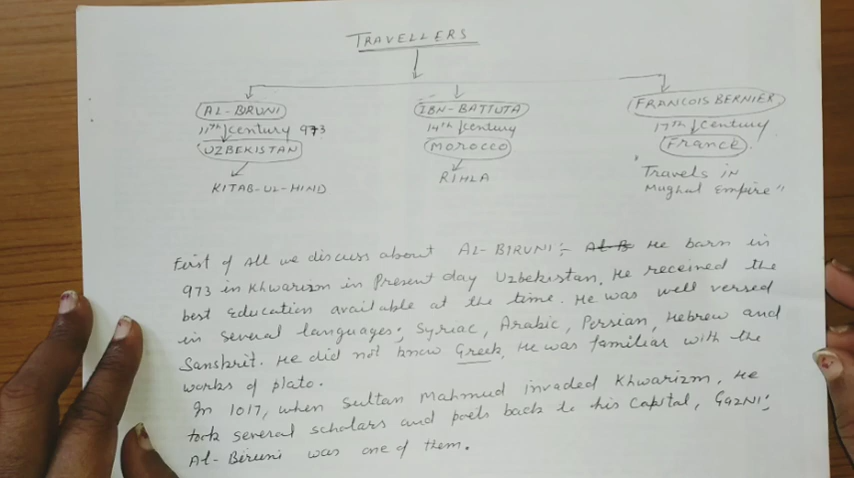 TRAVELLERS
AL-BIRUNI IBN-BATTUTA FRANCOIS BERNIER
11th century 973 14th century 17th century
UZBEKISTAN MOROCCO France.
KITAB-UL-HIND RIHLA "Travels in
Mughal Empire"
First of all we discuss about AL-BIRUNI:- Al-B He barn in
973 in Khwarizm in Present day Uzbekistan. He received the
best education available at the time. He was well versed
in several languages; Syriac, Arabic, Persian, Hebrew and
Sanskrit. He did not know Greek, He was familiar with the
works of plato.
In 1017, when Sultan Mahmud invaded Khwarizm, He
took several scholars and poets back to his capital, Gazni;
Al-Biruni was one of them.